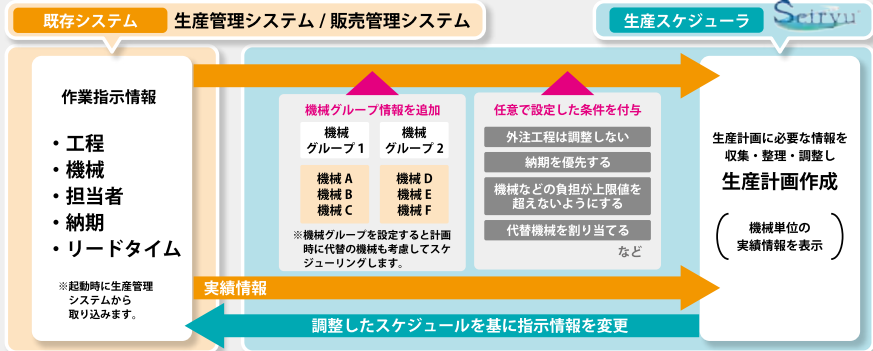 既存システム
生産管理システム / 販売管理システム
生産スケジューラ
Seiryu
作業指示情報
・工程
・機械
・担当者
・納期
・リードタイム
※起動時に生産管理
システムから
取り込みます。
機械グループ情報を追加
機械
グループ 1
機械
グループ 2
機械 A
機械 B
機械 C
機械 D
機械 E
機械 F
※機械グループを設定すると計画
時に代替の機械も考慮してスケ
ジューリングします。
任意で設定した条件を付与
外注工程は調整しない
納期を優先する
機械などの負担が上限値を
超えないようにする
代替機械を割り当てる
など
生産計画に必要な情報を
収集・整理・調整し
生産計画作成
(機械単位の
実績情報を表示)
実績情報
調整したスケジュールを基に指示情報を変更